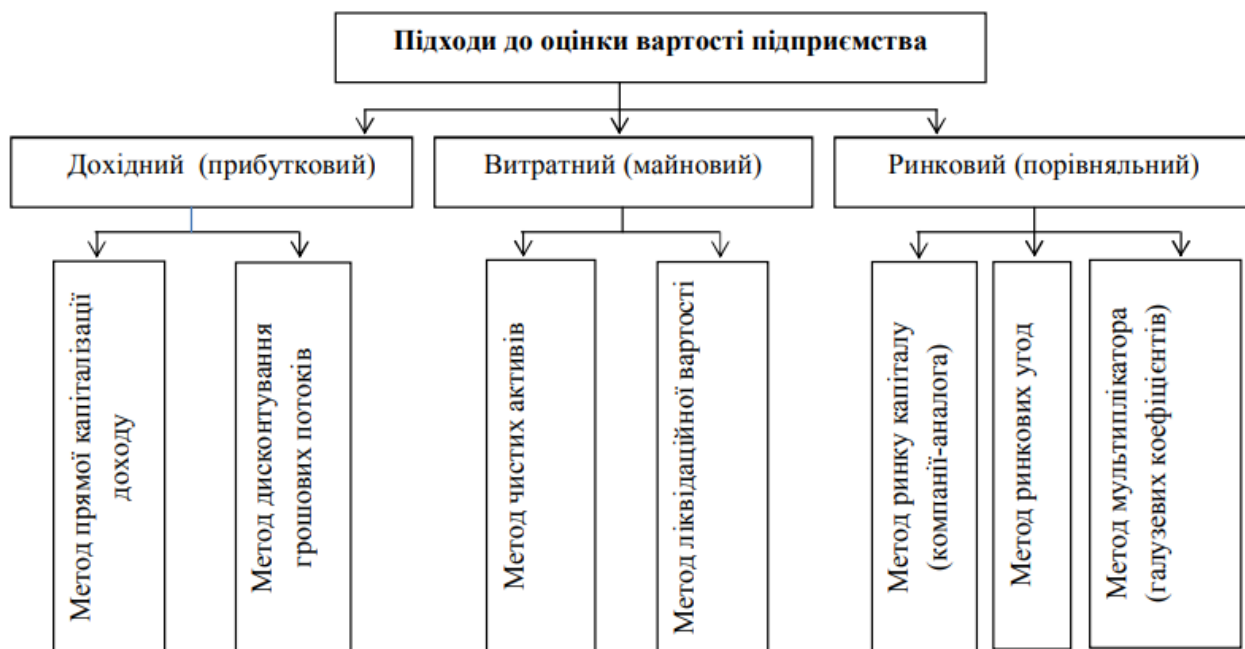 Підходи до оцінки вартості підприємства
Дохідний (прибутковий)
Витратний (майновий)
Ринковий (порівняльний)
Метод прямої капіталізації
доходу
Метод дисконтування
грошових потоків
Метод чистих активів
Метод ліквідаційної вартості
Метод ринку капіталу
(компанії-аналога)
Метод ринкових угод
Метод мультиплікатора
(галузевих коефіцієнтів)